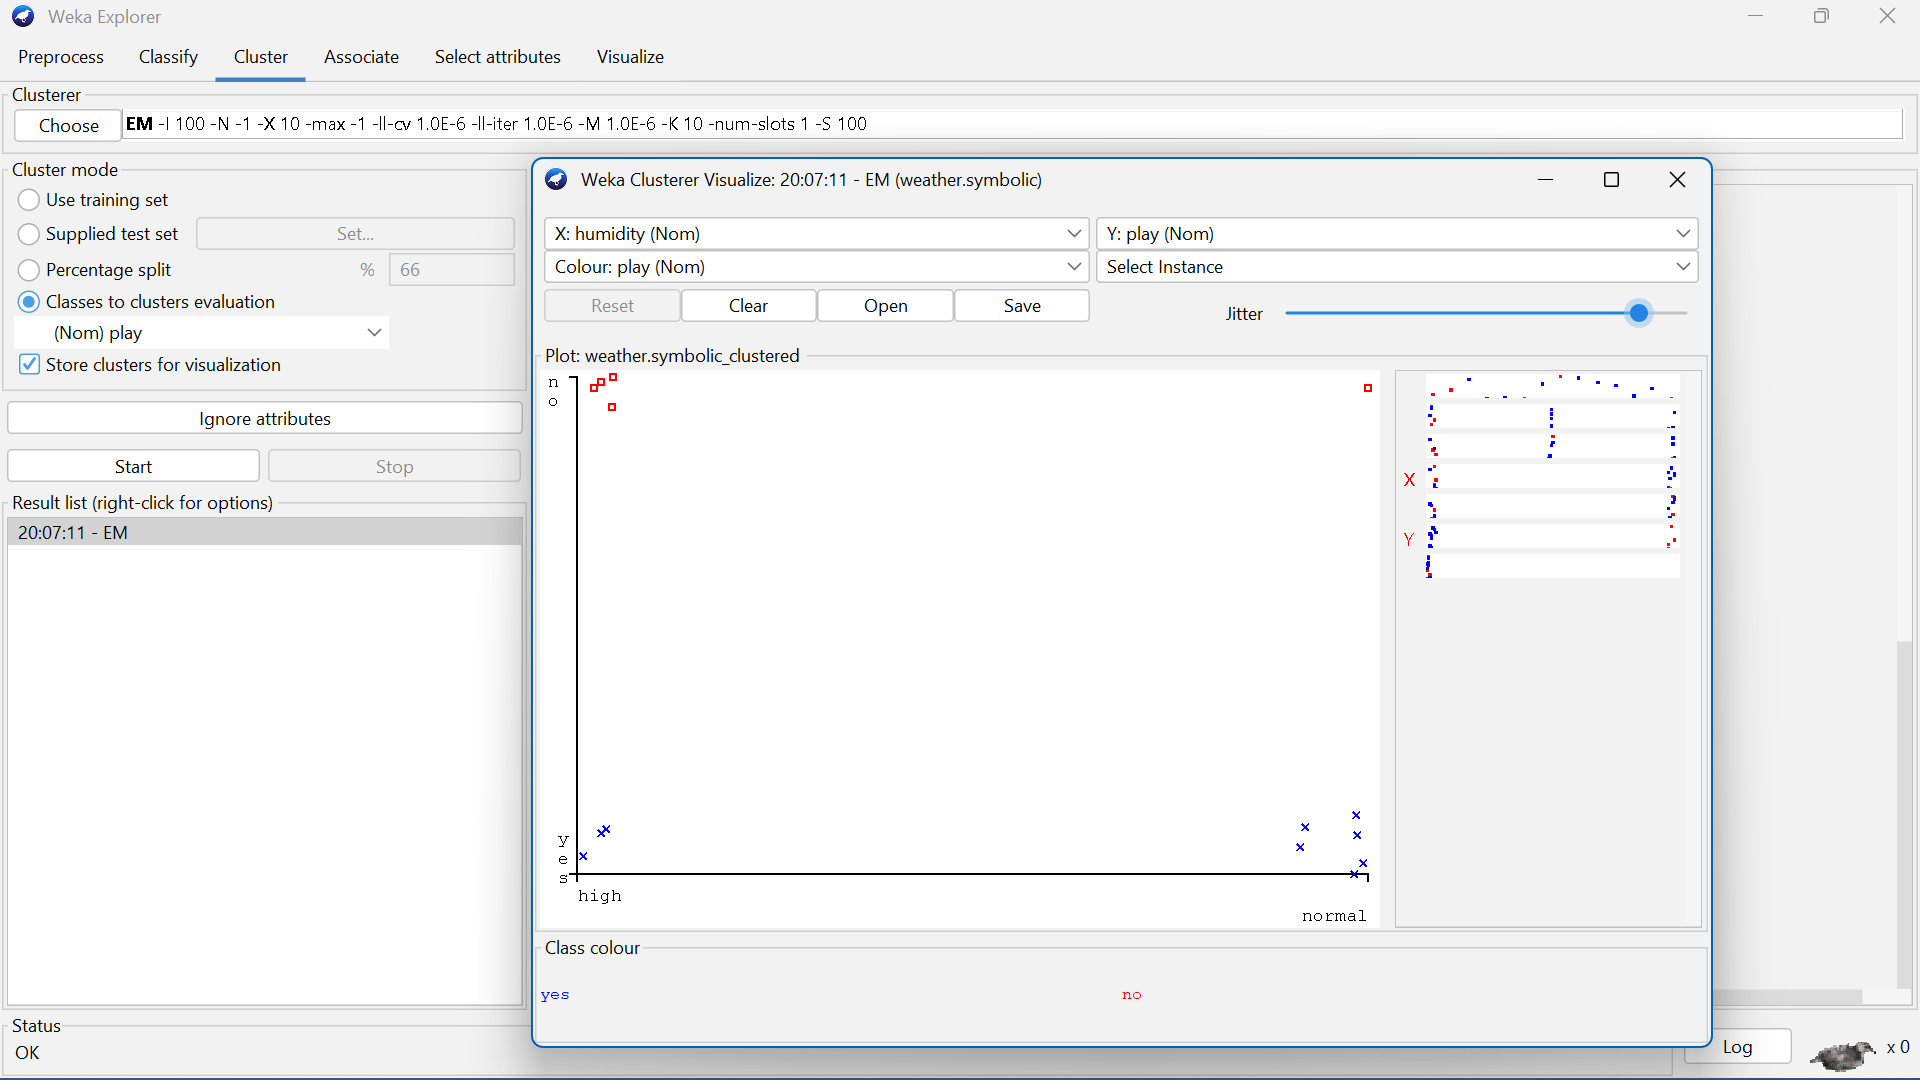 Weka Explorer
Preprocess Classify Cluster Associate Select attributes Visualize
Clusterer
Choose EM -I 100 -N -1 -X 10 -max -1 -ll-cv 1.0E-6 -ll-iter 1.0E-6 -M 1.0E-6 -K 10 -num-slots 1 -S 100
Cluster mode
Use training set
Supplied test set Set...
Percentage split % 66
Classes to clusters evaluation
(Nom) play
Store clusters for visualization
Ignore attributes
Start Stop
Result list (right-click for options)
20:07:11 - EM
Status
OK
Weka Clusterer Visualize: 20:07:11 - EM (weather.symbolic)
X: humidity (Nom) Y: play (Nom)
Colour: play (Nom) Select Instance
Reset Clear Open Save Jitter
Plot: weather.symbolic_clustered
no
yes
high
normal
X
Y
Class colour
yes no
Log x 0